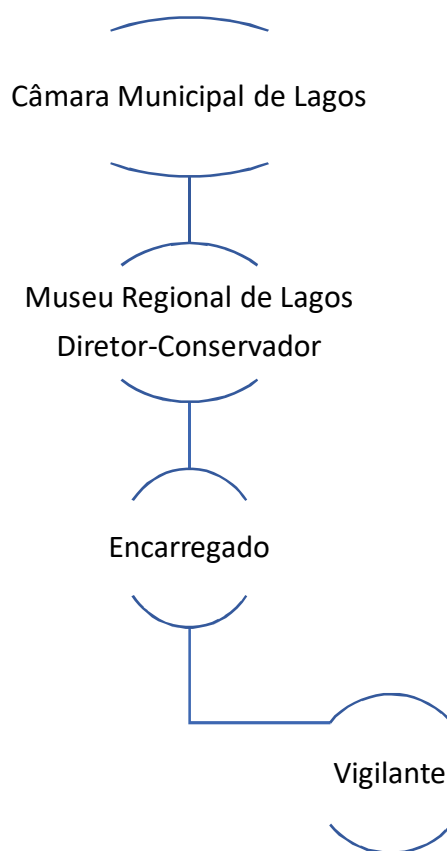 Câmara Municipal de Lagos
Museu Regional de Lagos
Diretor-Conservador
Encarregado
Vigilante